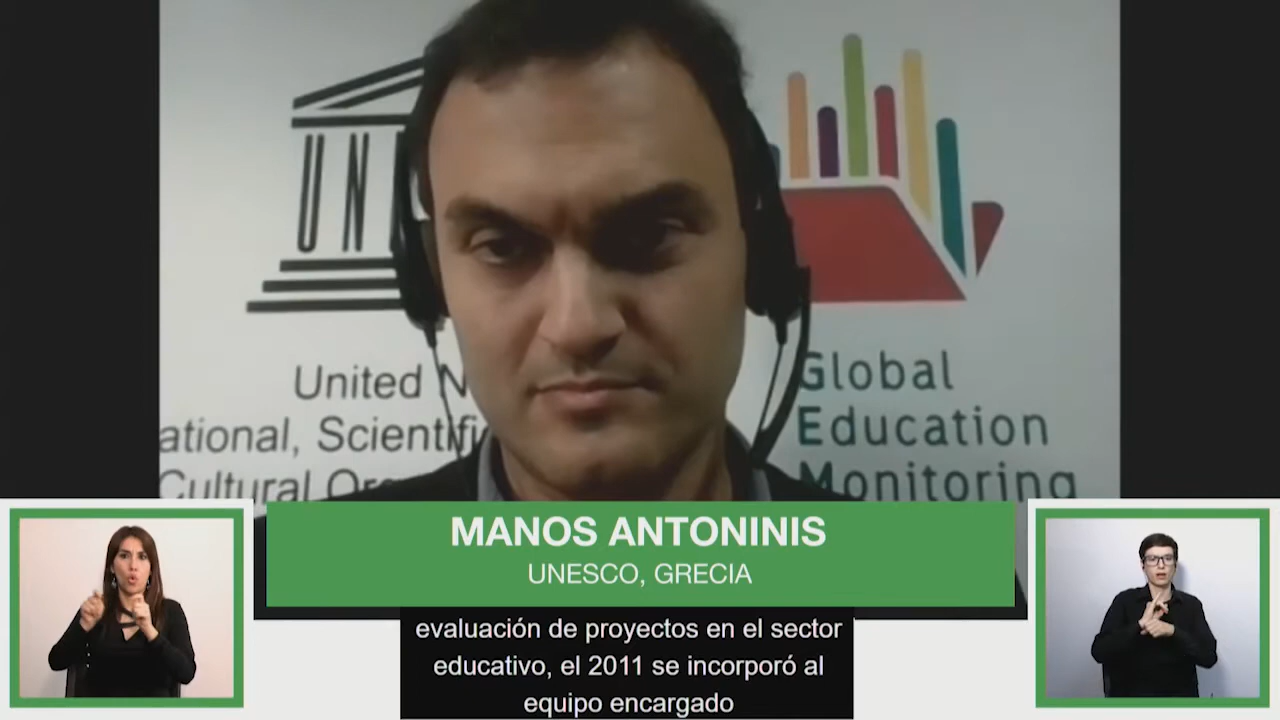 UN
United N
ational, Scientifi
Cultural Or
Global
Education
Monitoring
MANOS ANTONINIS
UNESCO, GRECIA
evaluación de proyectos en el sector
educativo, el 2011 se incorporó al
equipo encargado